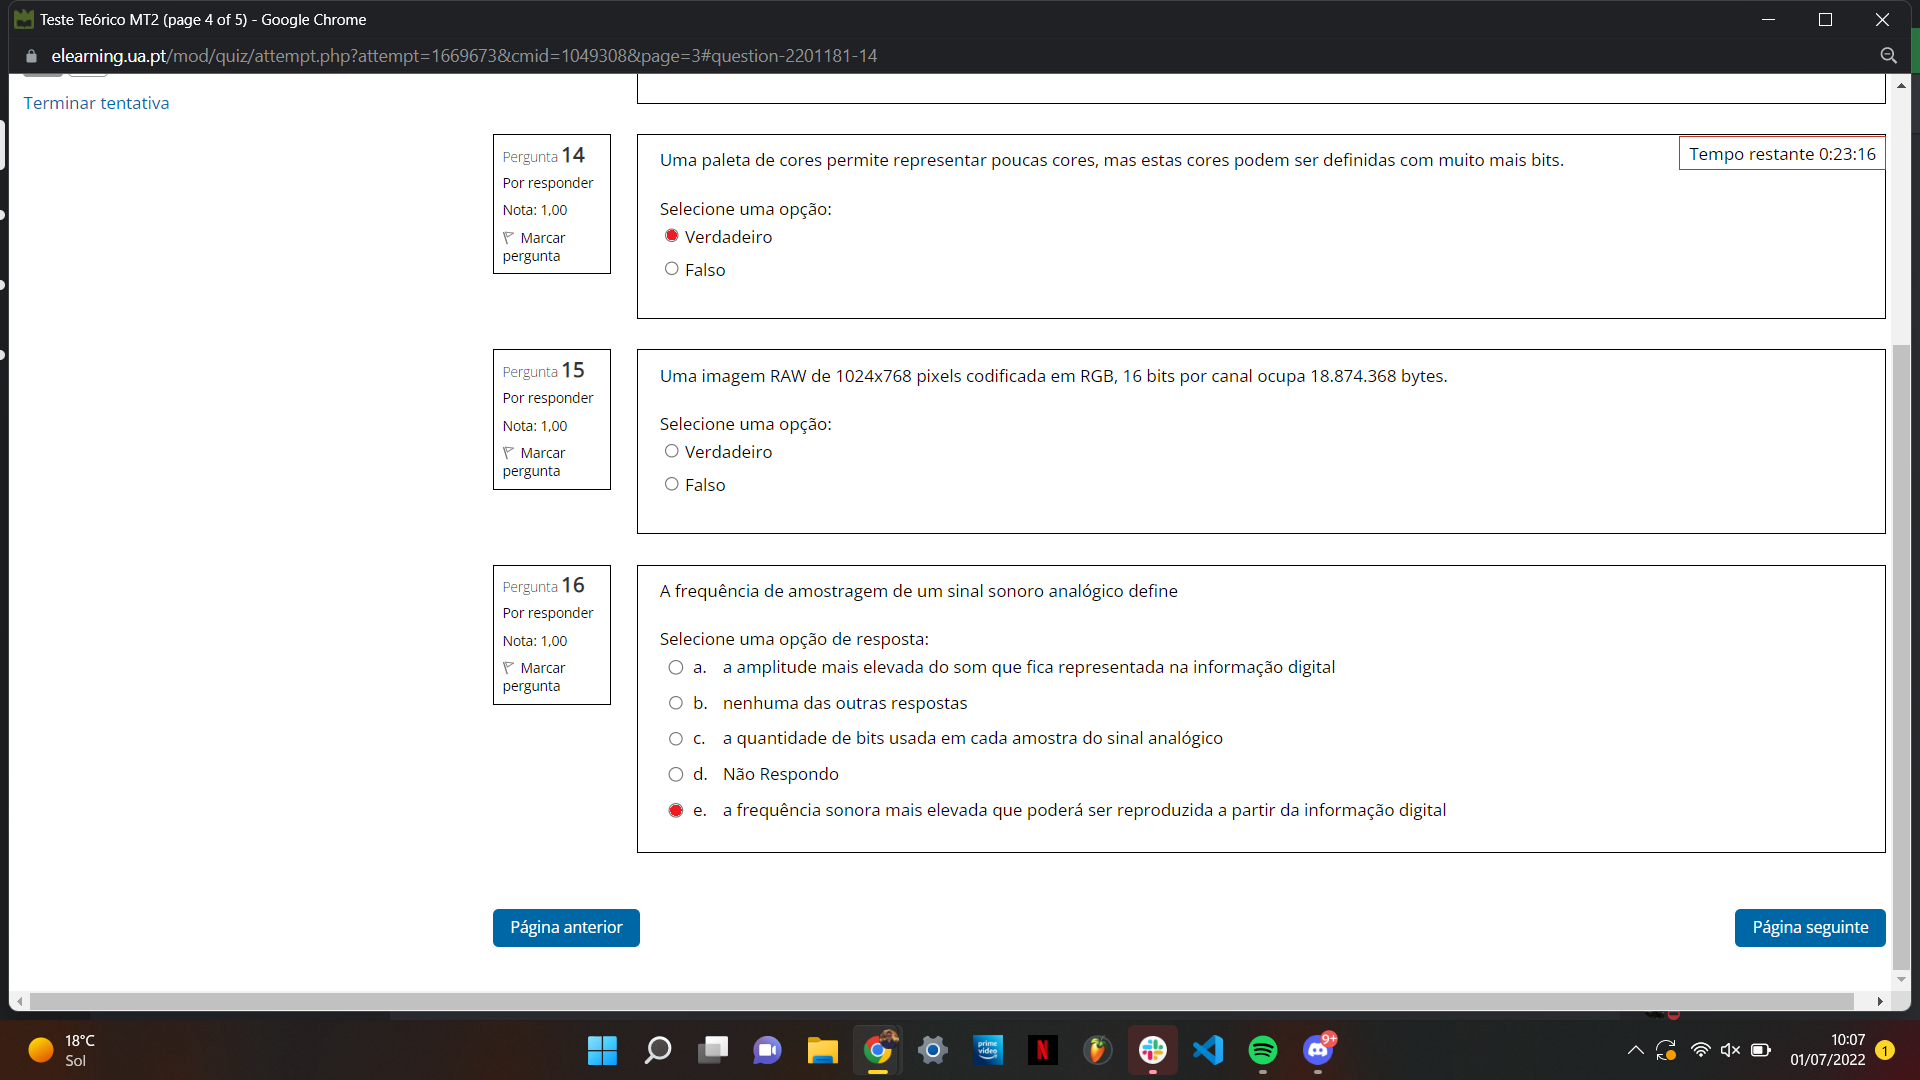 Teste Teórico MT2 (page 4 of 5) - Google Chrome
elearning.ua.pt/mod/quiz/attempt.php?attempt=1669673&cmid=1049308&page=3#question-2201181-14
Terminar tentativa
Tempo restante 0:23:16
Pergunta 14
Por responder
Nota: 1,00
Marcar
pergunta
Uma paleta de cores permite representar poucas cores, mas estas cores podem ser definidas com muito mais bits.
Selecione uma opção:
Verdadeiro
Falso
Pergunta 15
Por responder
Nota: 1,00
Marcar
pergunta
Uma imagem RAW de 1024x768 pixels codificada em RGB, 16 bits por canal ocupa 18.874.368 bytes.
Selecione uma opção:
Verdadeiro
Falso
Pergunta 16
Por responder
Nota: 1,00
Marcar
pergunta
A frequência de amostragem de um sinal sonoro analógico define
Selecione uma opção de resposta:
a. a amplitude mais elevada do som que fica representada na informação digital
b. nenhuma das outras respostas
c. a quantidade de bits usada em cada amostra do sinal analógico
d. Não Respondo
e. a frequência sonora mais elevada que poderá ser reproduzida a partir da informação digital
Página anterior
Página seguinte
18°C
Sol
prime
video
N
9+
10:07
01/07/2022
1